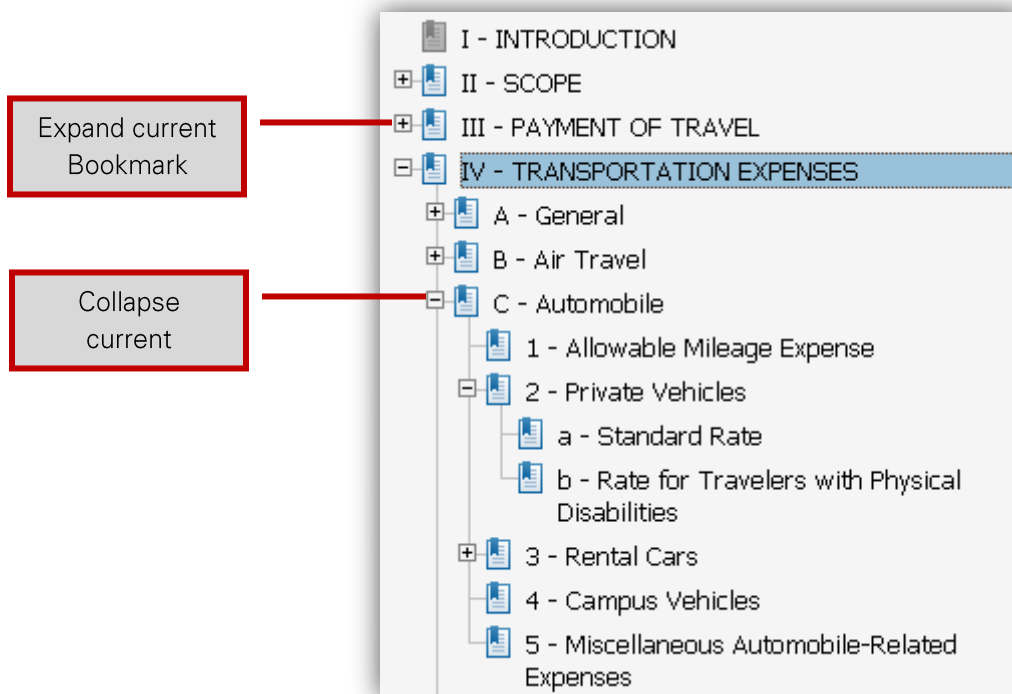 I - INTRODUCTION
II - SCOPE
Expand current
Bookmark
III - PAYMENT OF TRAVEL
IV - TRANSPORTATION EXPENSES
A - General
B - Air Travel
Collapse
current
C - Automobile
1 - Allowable Mileage Expense
2 - Private Vehicles
a - Standard Rate
b - Rate for Travelers with Physical
Disabilities
3 - Rental Cars
4 - Campus Vehicles
5 - Miscellaneous Automobile-Related
Expenses